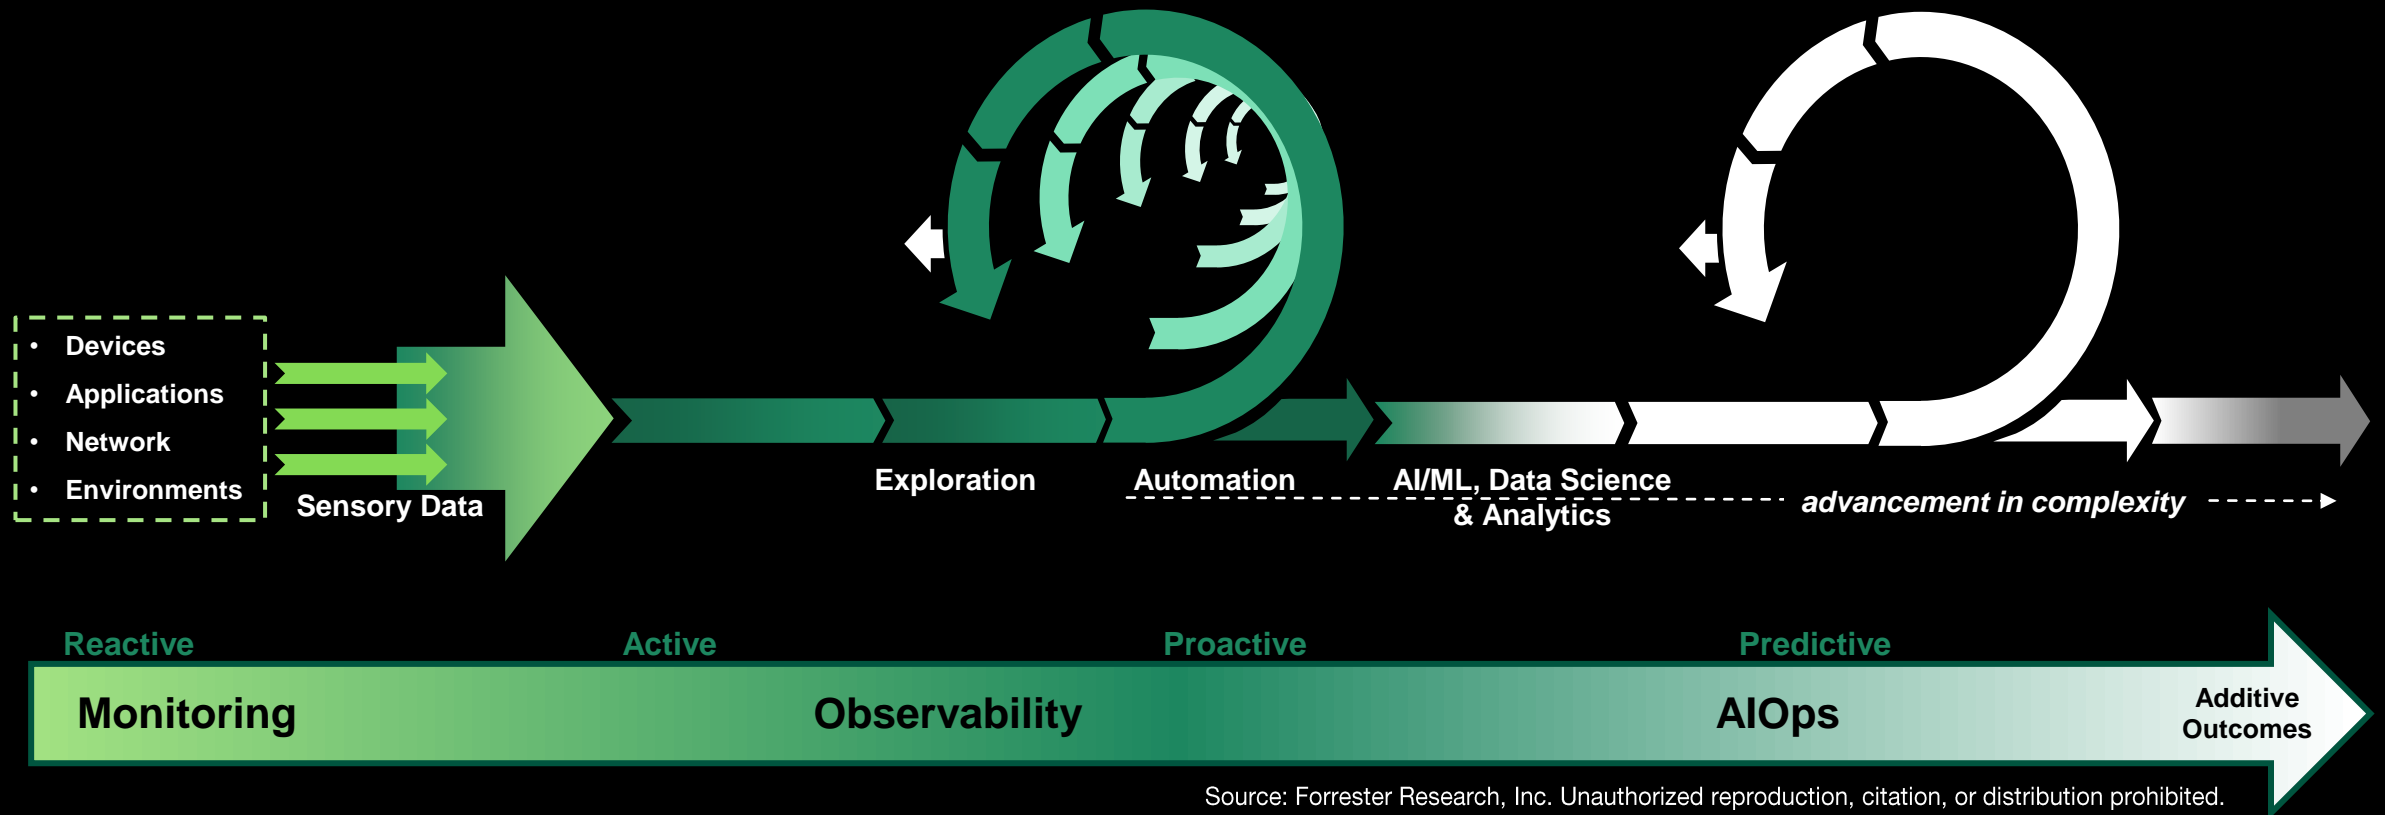 • Devices
• Applications
• Network
• Environments
Sensory Data
Exploration
Automation
AI/ML, Data Science
& Analytics
advancement in complexity
Reactive
Active
Proactive
Predictive
Monitoring
Observability
AIOps
Additive
Outcomes
Source: Forrester Research, Inc. Unauthorized reproduction, citation, or distribution prohibited.